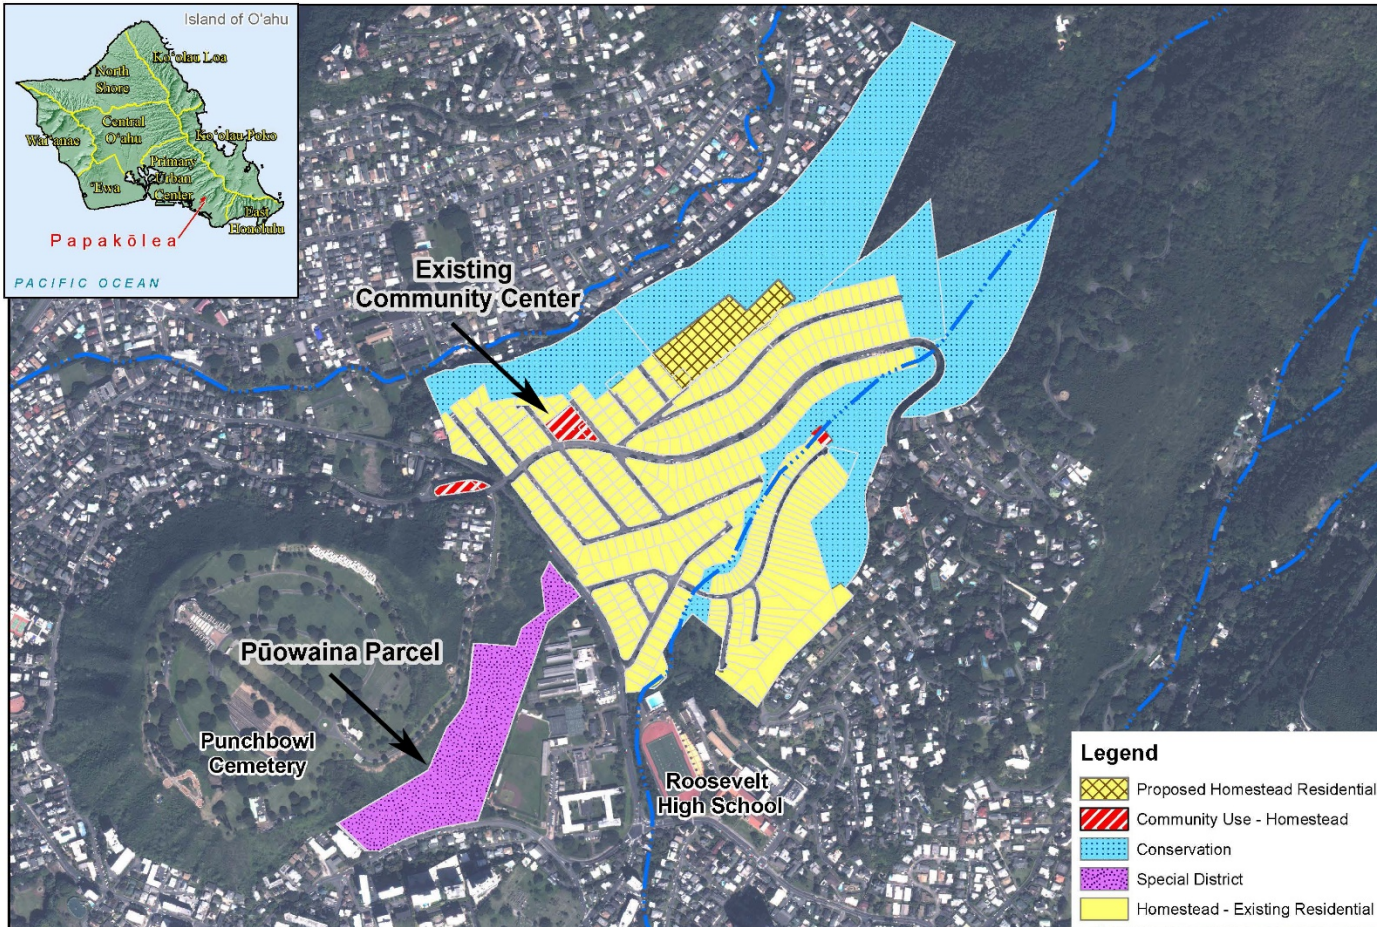 Island of O'ahu
Ko'olau Loa
North
Shore
Central
O'ahu
Wai'anae
Ko'olau Poko
Primary
Urban
Center
'Ewa
East
Honolulu
Papakōlea
PACIFIC OCEAN
Existing
Community Center
Pūowaina Parcel
Punchbowl
Cemetery
Roosevelt
High School
Legend
Proposed Homestead Residential
Community Use - Homestead
Conservation
Special District
Homestead - Existing Residential